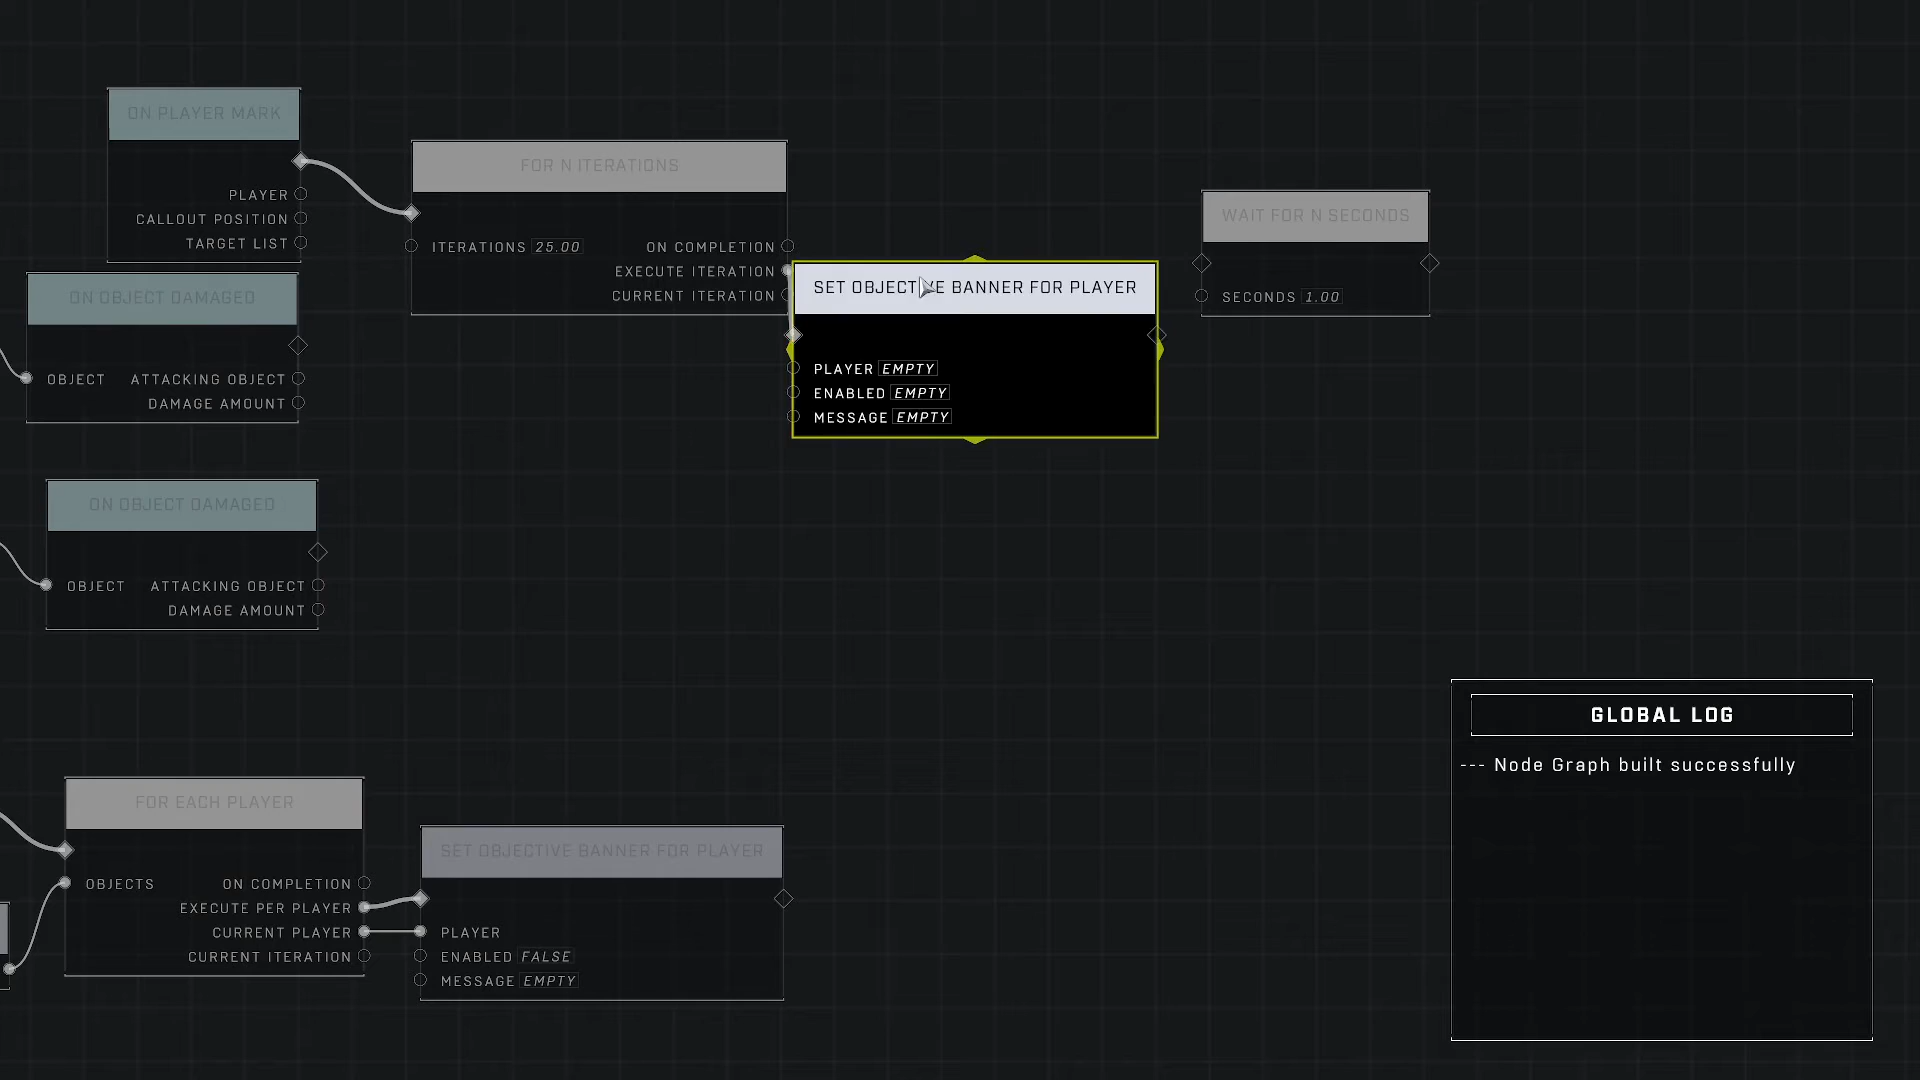 ON PLAYER MARK
PLAYER
CALLOUT POSITION
TARGET LIST
FOR N ITERATIONS
ITERATIONS 25.00 ON COMPLETION
EXECUTE ITERATION
CURRENT ITERATION
SET OBJECTIVE BANNER FOR PLAYER
PLAYER EMPTY
ENABLED EMPTY
MESSAGE EMPTY
WAIT FOR N SECONDS
SECONDS 1.00
ON OBJECT DAMAGED
OBJECT ATTACKING OBJECT
DAMAGE AMOUNT
ON OBJECT DAMAGED
OBJECT ATTACKING OBJECT
DAMAGE AMOUNT
FOR EACH PLAYER
OBJECTS ON COMPLETION
EXECUTE PER PLAYER
CURRENT PLAYER
CURRENT ITERATION
SET OBJECTIVE BANNER FOR PLAYER
PLAYER
ENABLED FALSE
MESSAGE EMPTY
GLOBAL LOG
--- Node Graph built successfully